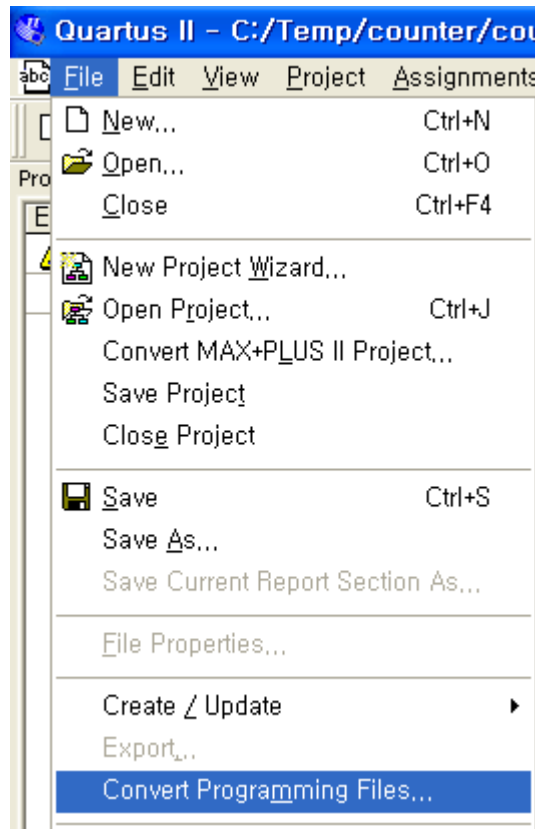 Quartus II - C:/Temp/counter/cou
abc File Edit View Project Assignments
New... Ctrl+N
Pro
Open... Ctrl+O
Close Ctrl+F4
E
New Project Wizard...
Open Project... Ctrl+J
Convert MAX+PLUS II Project...
Save Project
Close Project
Save Ctrl+S
Save As...
Save Current Report Section As...
File Properties...
Create / Update
Export...
Convert Programming Files...